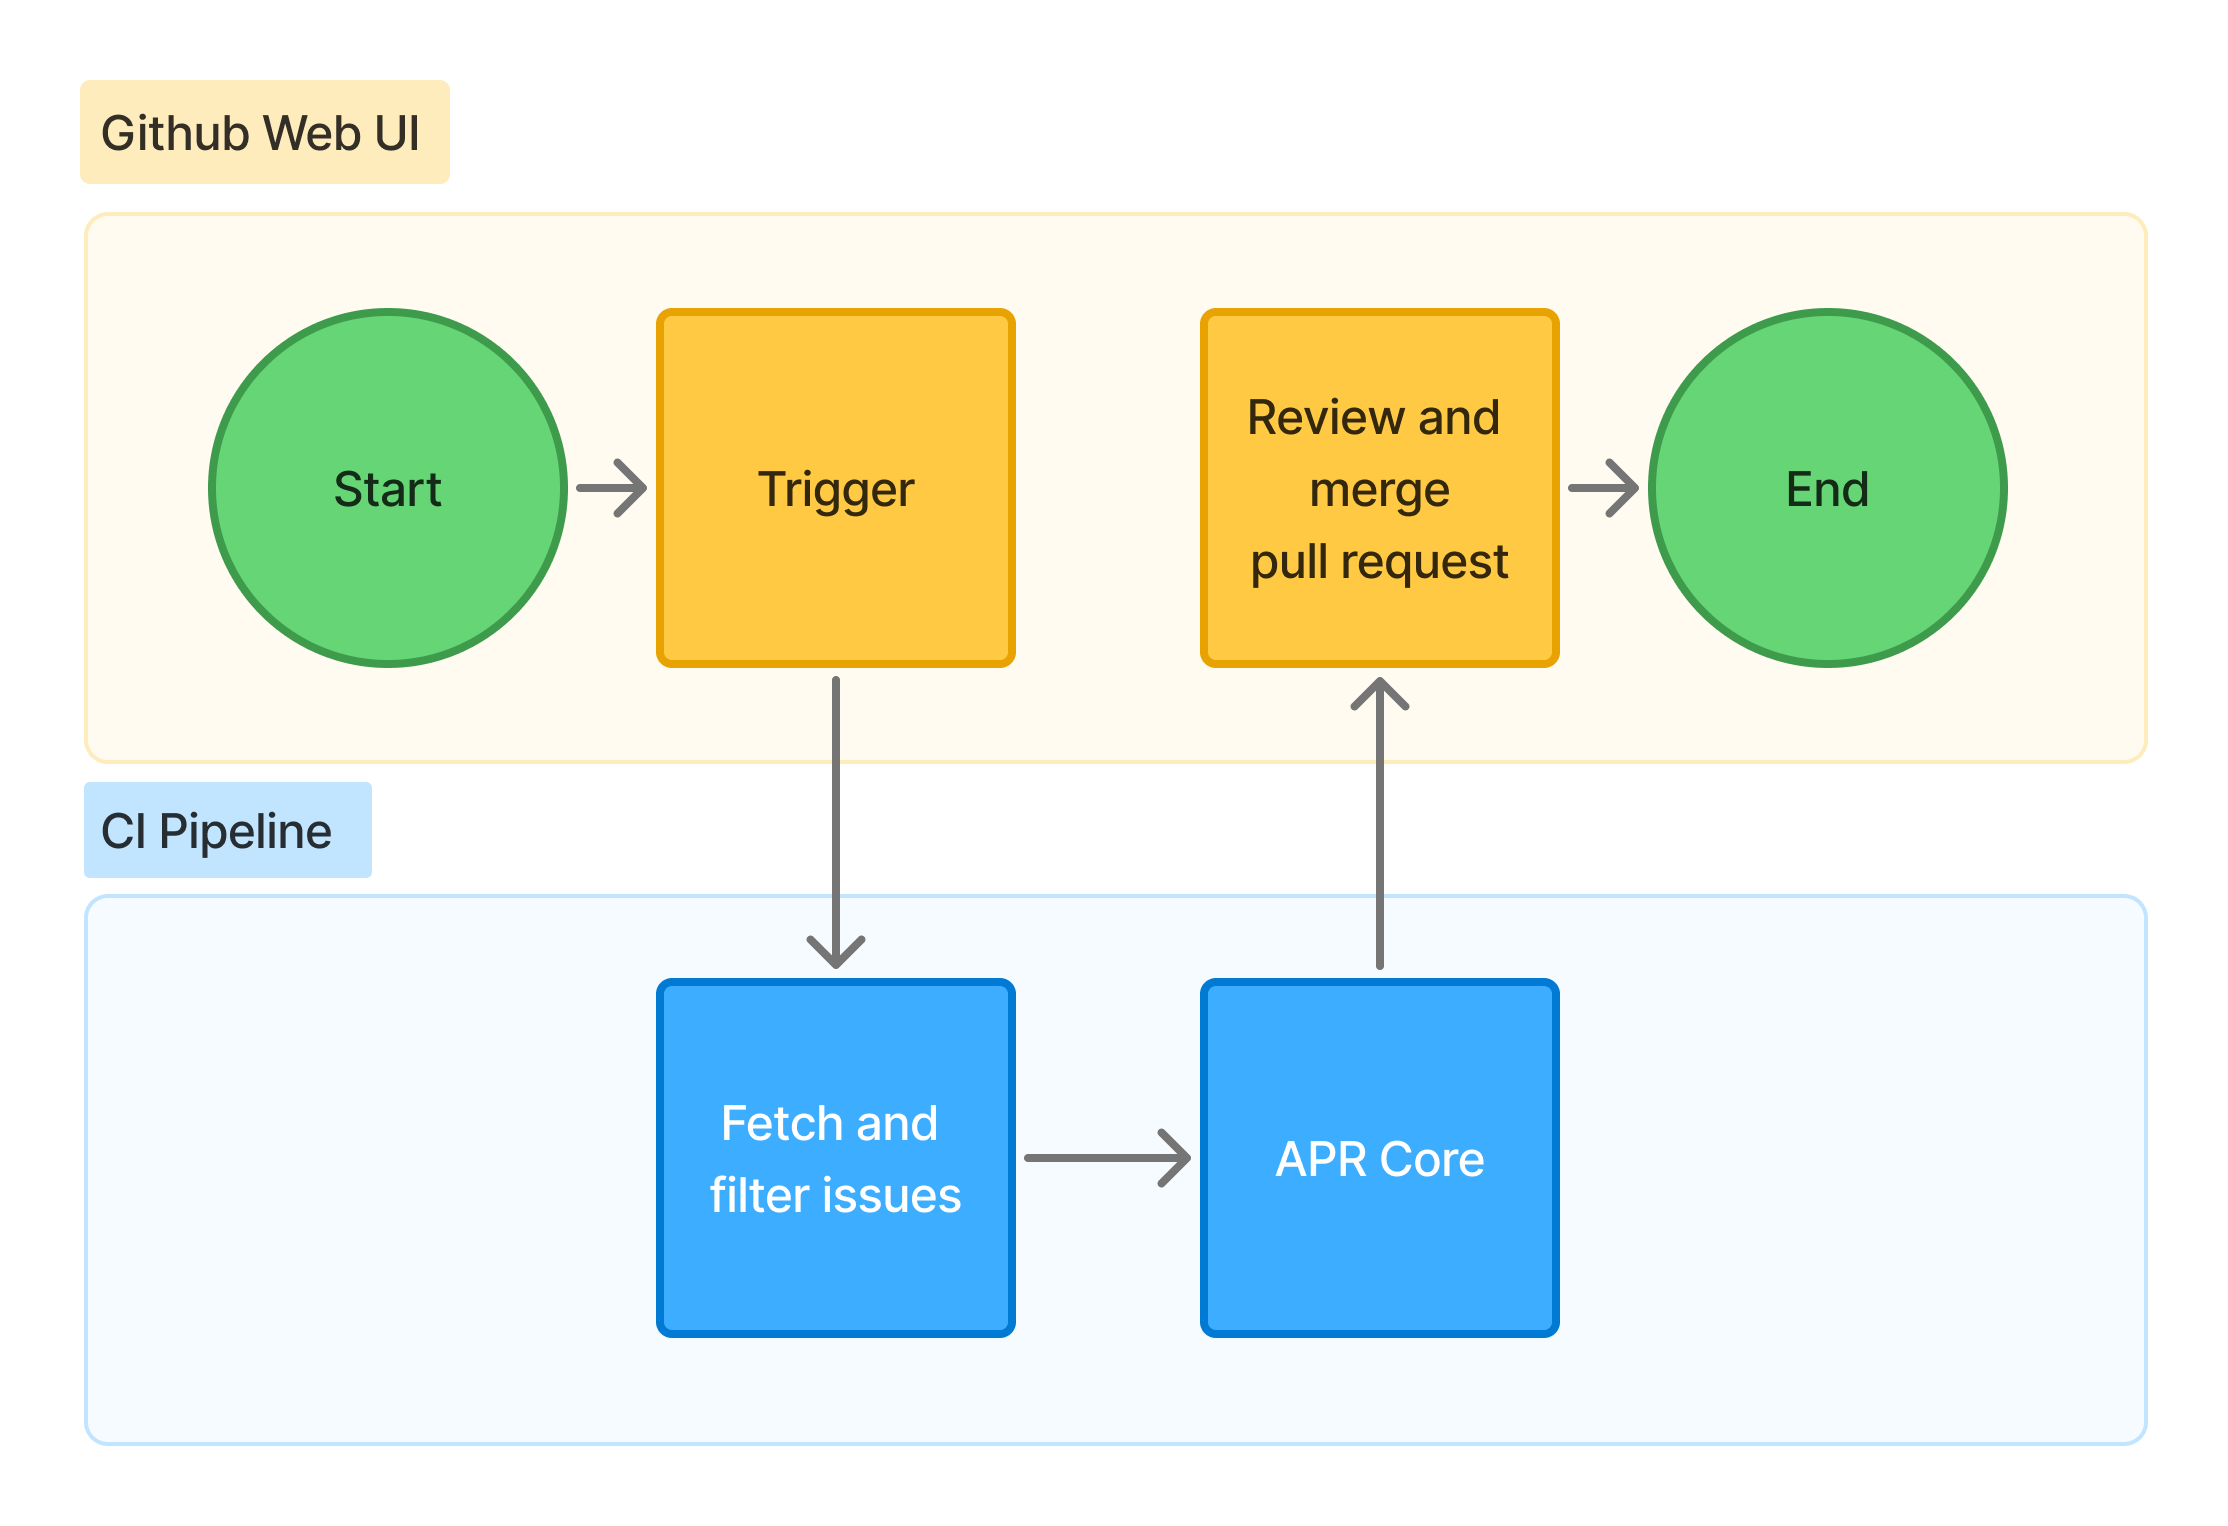 Github Web UI
Start
Trigger
Review and
merge
pull request
End
CI Pipeline
Fetch and
filter issues
APR Core